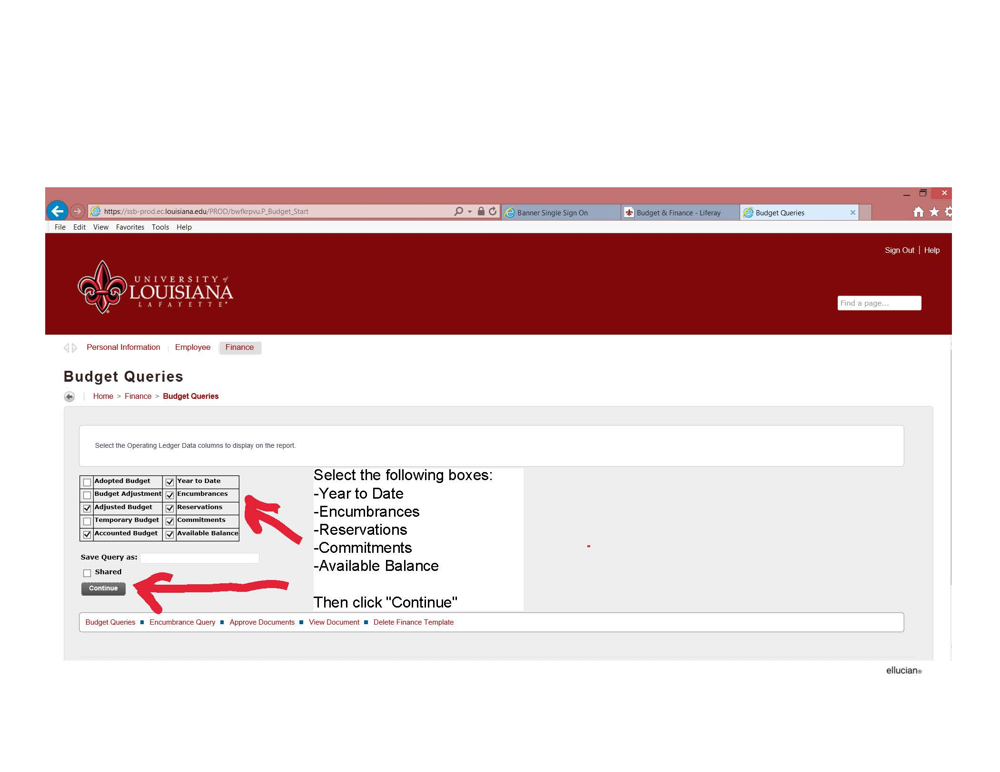 https://ssb-prod.ec.louisiana.edu/PROD/bwfkrpvu.P_Budget_Start
Banner Single Sign On
Budget & Finance - Liferay
Budget Queries
File Edit View Favorites Tools Help
Sign Out | Help
UNIVERSITY of
LOUISIANA
LAFAYETTE®
Find a page...
Personal Information Employee Finance
Budget Queries
Home > Finance > Budget Queries
Select the Operating Ledger Data columns to display on the report.
Adopted Budget Year to Date
Budget Adjustment Encumbrances
Adjusted Budget Reservations
Temporary Budget Commitments
Accounted Budget Available Balance
Save Query as:
Shared
Continue
Select the following boxes:
-Year to Date
-Encumbrances
-Reservations
-Commitments
-Available Balance
Then click "Continue"
Budget Queries Encumbrance Query Approve Documents View Document Delete Finance Template
ellucian®